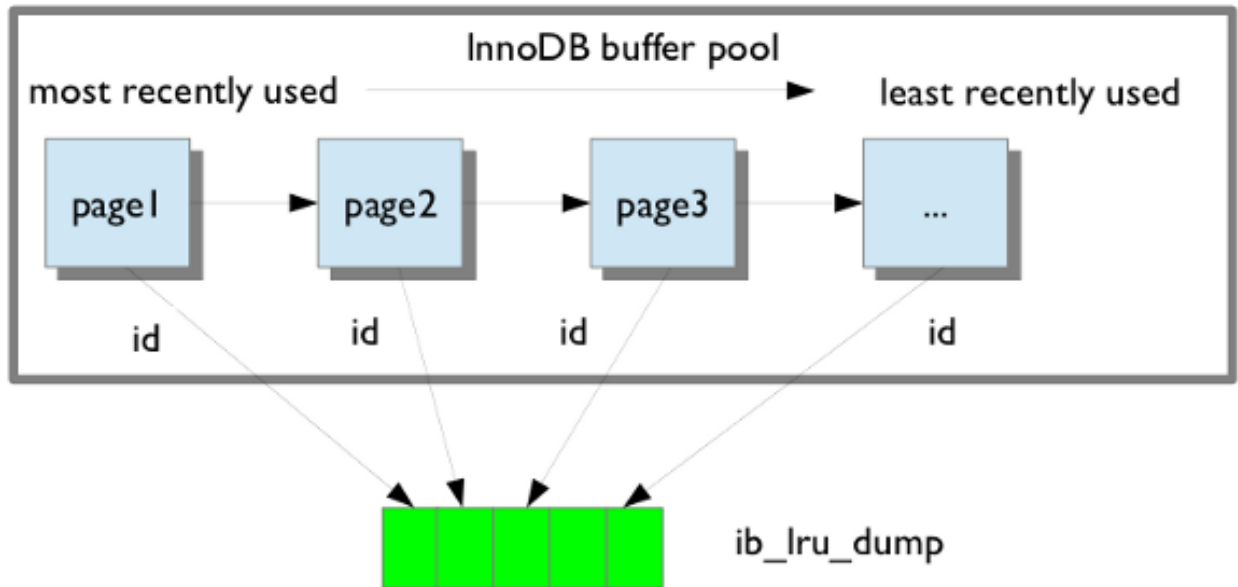 InnoDB buffer pool
most recently used
least recently used
page1
page2
page3
...
id
id
id
id
ib_lru_dump